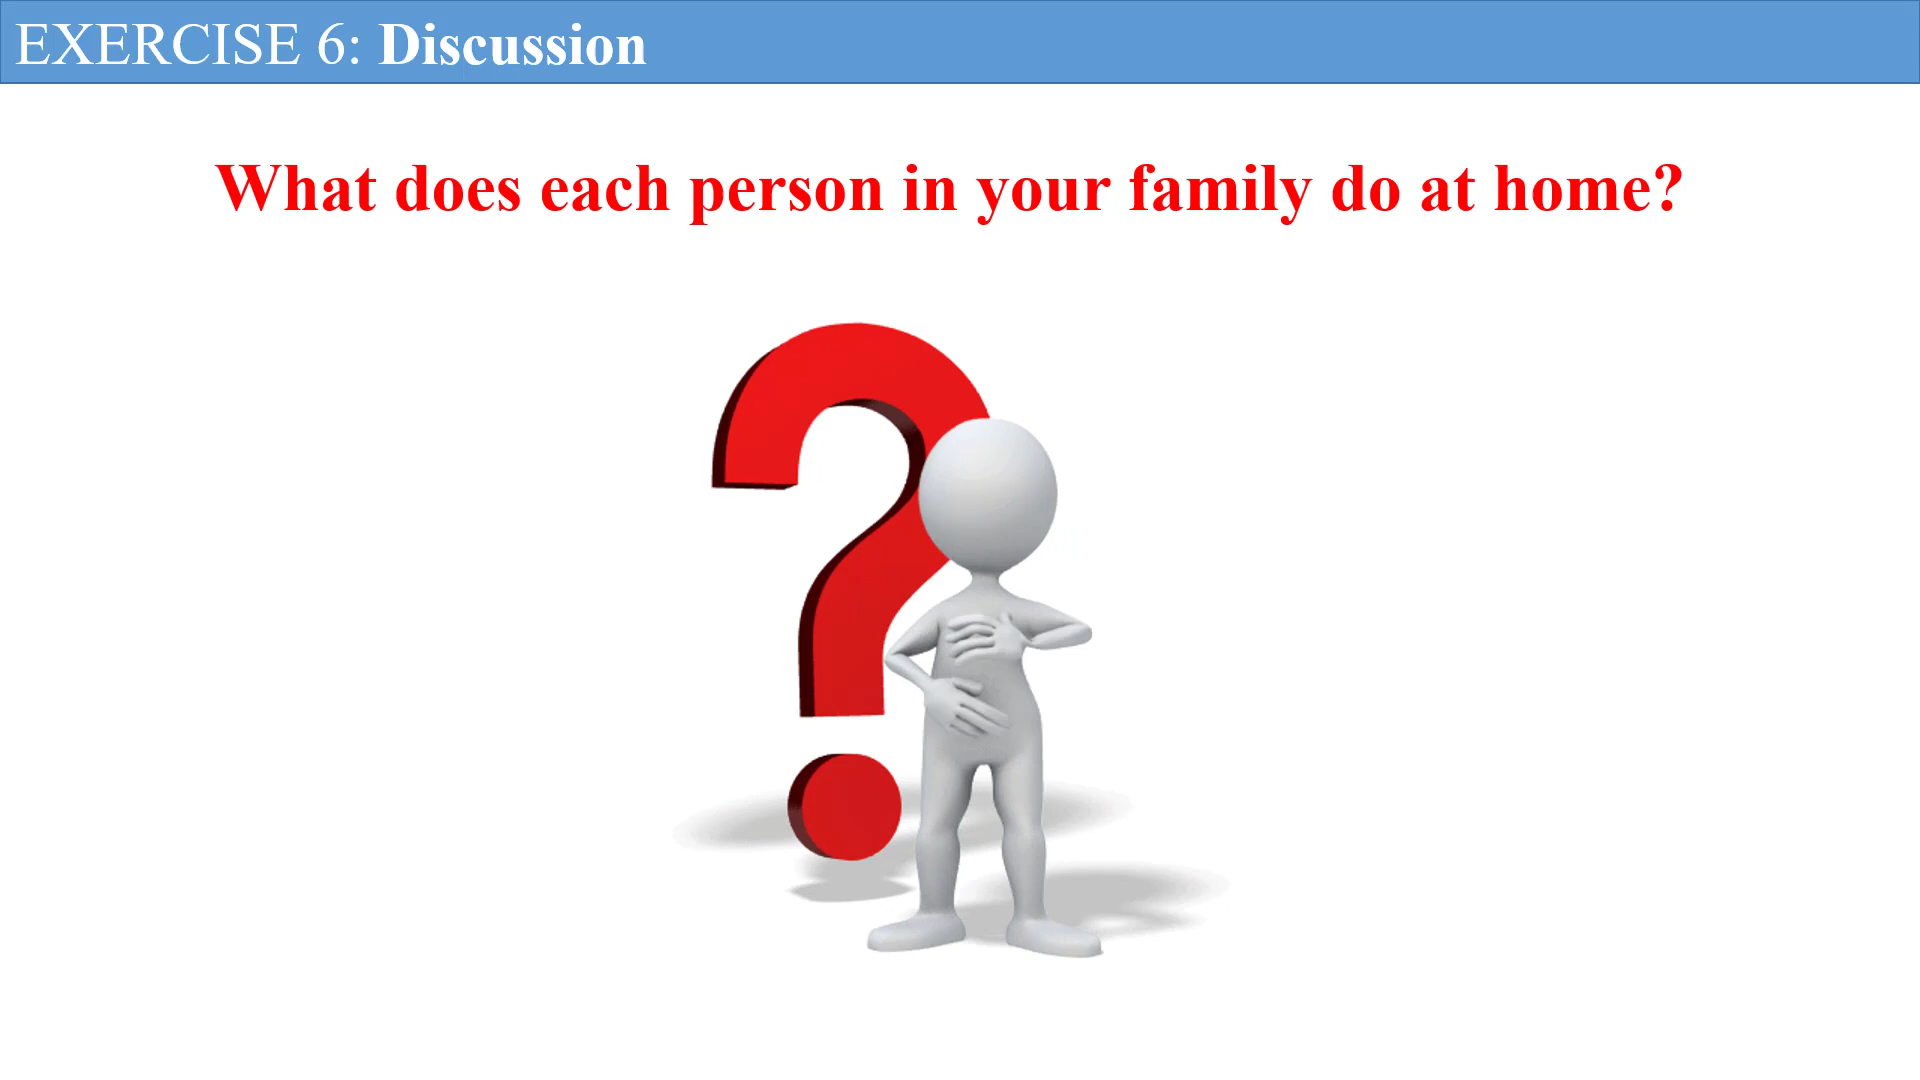 EXERCISE 6: Discussion
What does each person in your family do at home?